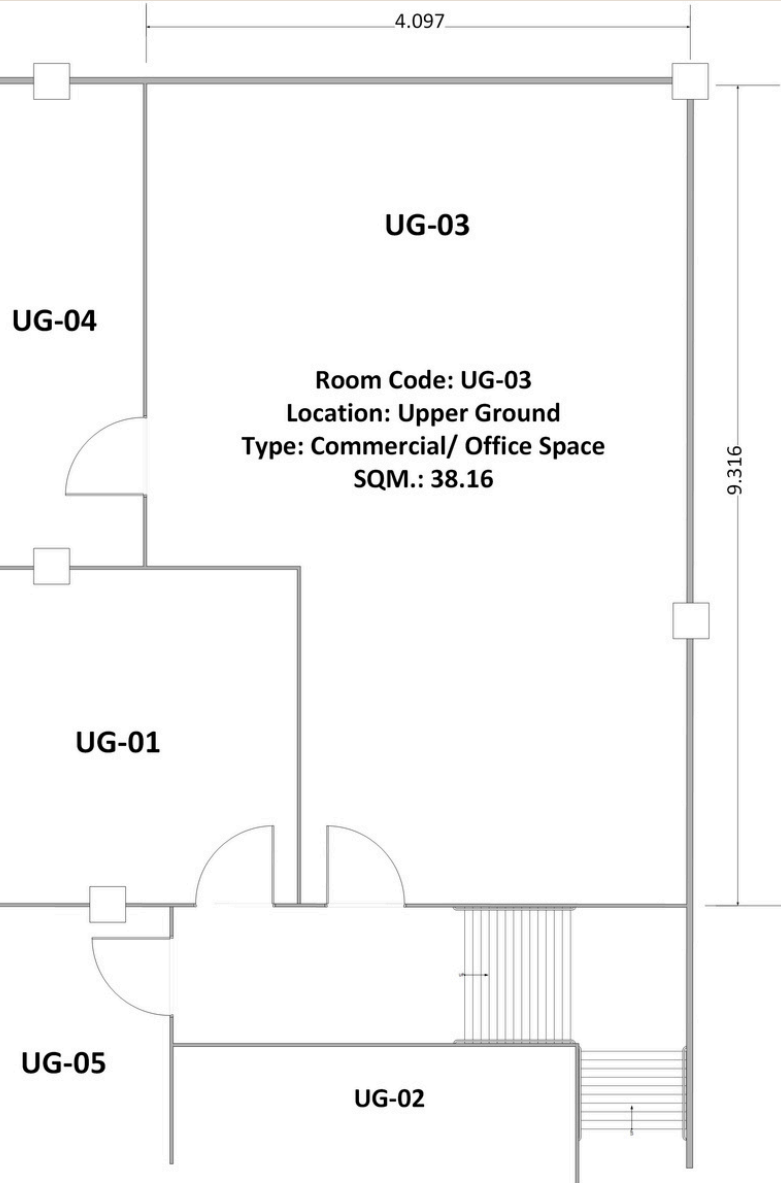 4.097
UG-03
UG-04
Room Code: UG-03
Location: Upper Ground
Type: Commercial/ Office Space
SQM.: 38.16
9.316
UG-01
UG-05
UG-02